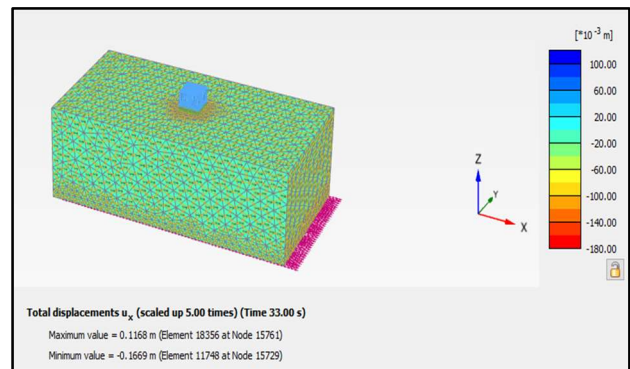 [*10⁻³ m]
100.00
60.00
20.00
-20.00
-60.00
-100.00
-140.00
-180.00
Z
Y
X
Total displacements uₓ (scaled up 5.00 times) (Time 33.00 s)
Maximum value = 0.1168 m (Element 18356 at Node 15761)
Minimum value = -0.1669 m (Element 11748 at Node 15729)